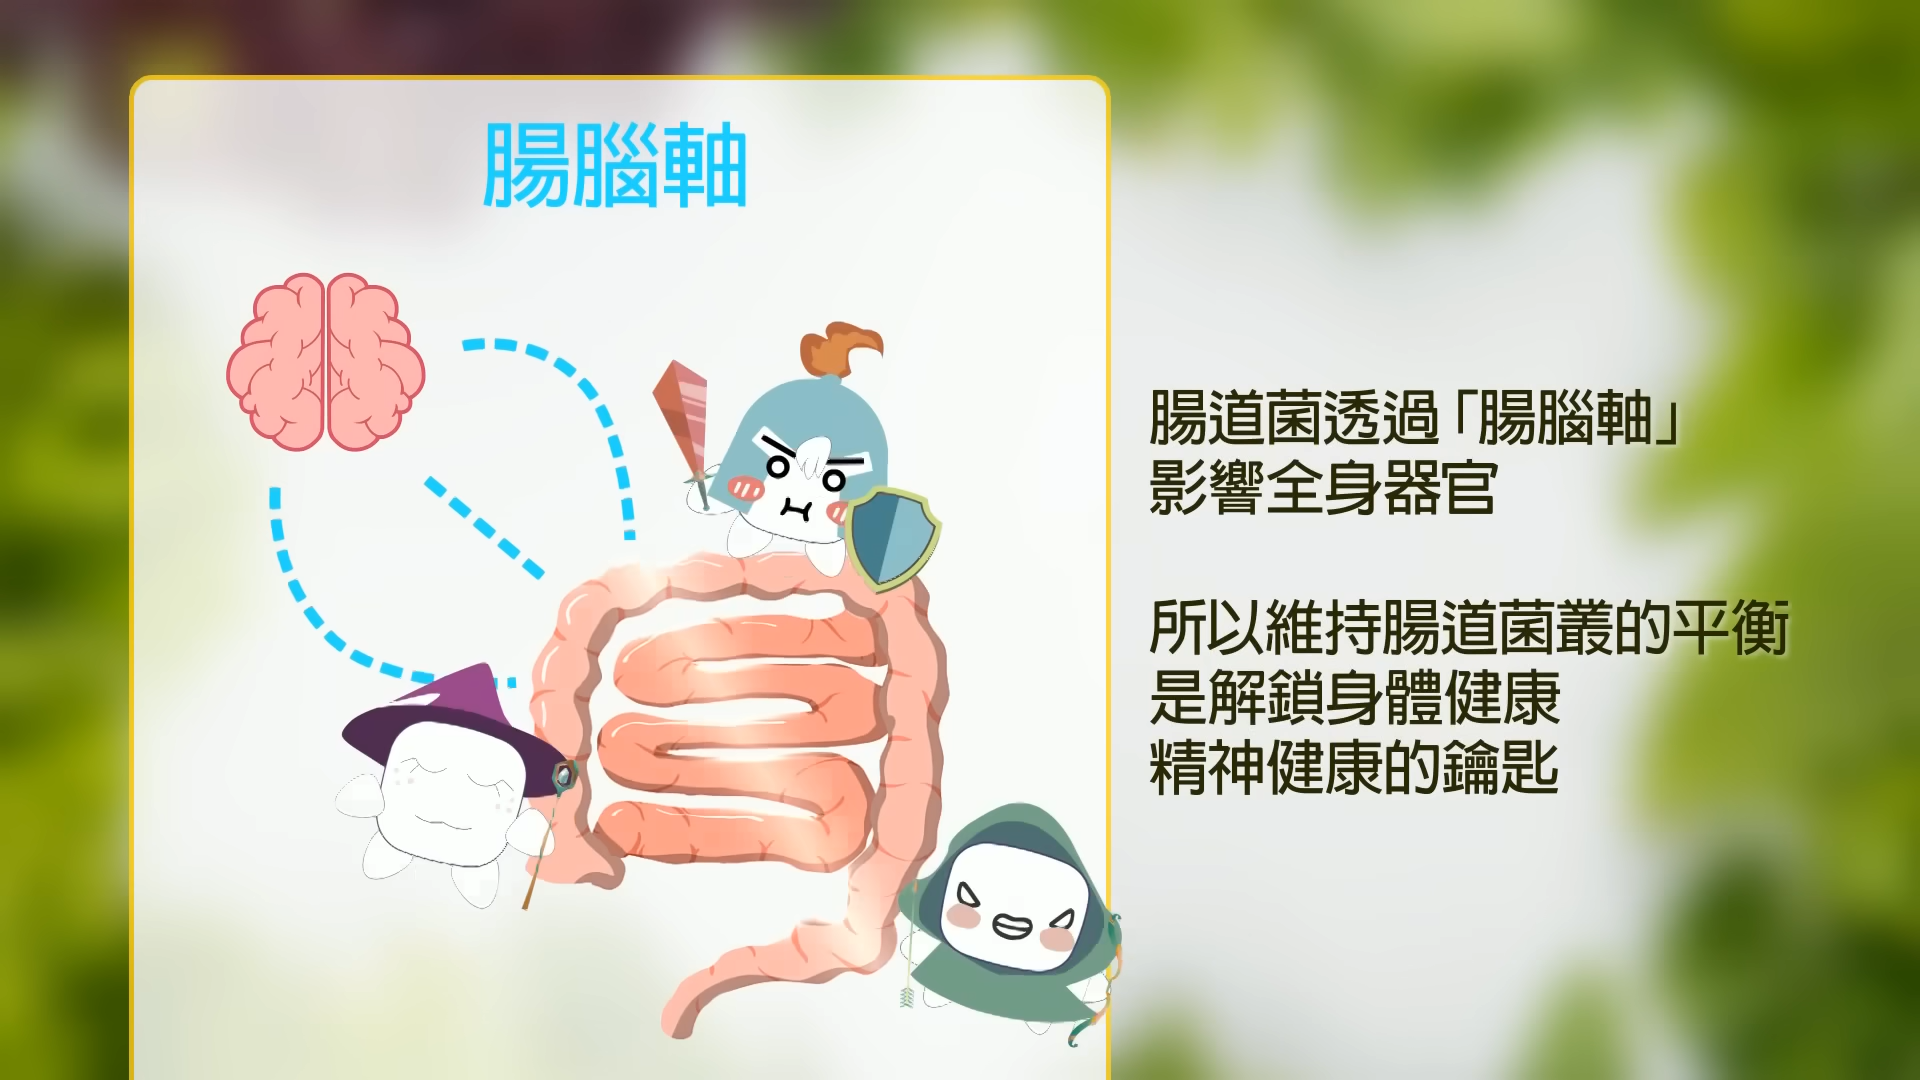 腸腦軸
腸道菌透過「腸腦軸」
影響全身器官
所以維持腸道菌叢的平衡
是解鎖身體健康
精神健康的鑰匙